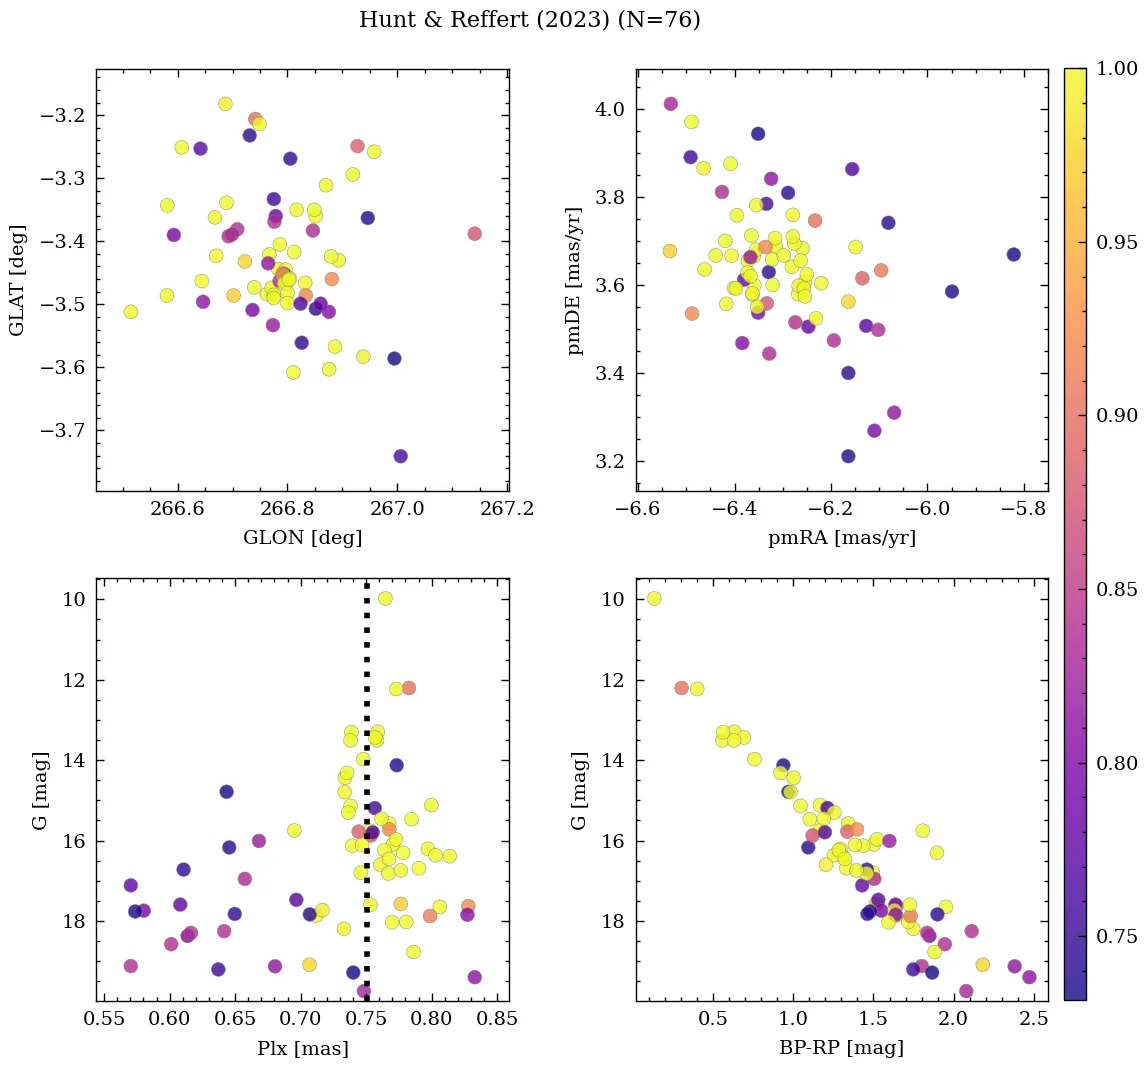 Hunt & Reffert (2023) (N=76)
−3.2
−3.3
−3.4
−3.5
−3.6
−3.7
GLAT [deg]
266.6 266.8 267.0 267.2
GLON [deg]
4.0
3.8
3.6
3.4
3.2
pmDE [mas/yr]
−6.6 −6.4 −6.2 −6.0 −5.8
pmRA [mas/yr]
1.00
0.95
0.90
0.85
0.80
0.75
10
12
14
16
18
G [mag]
0.55 0.60 0.65 0.70 0.75 0.80 0.85
Plx [mas]
10
12
14
16
18
G [mag]
0.5 1.0 1.5 2.0 2.5
BP-RP [mag]